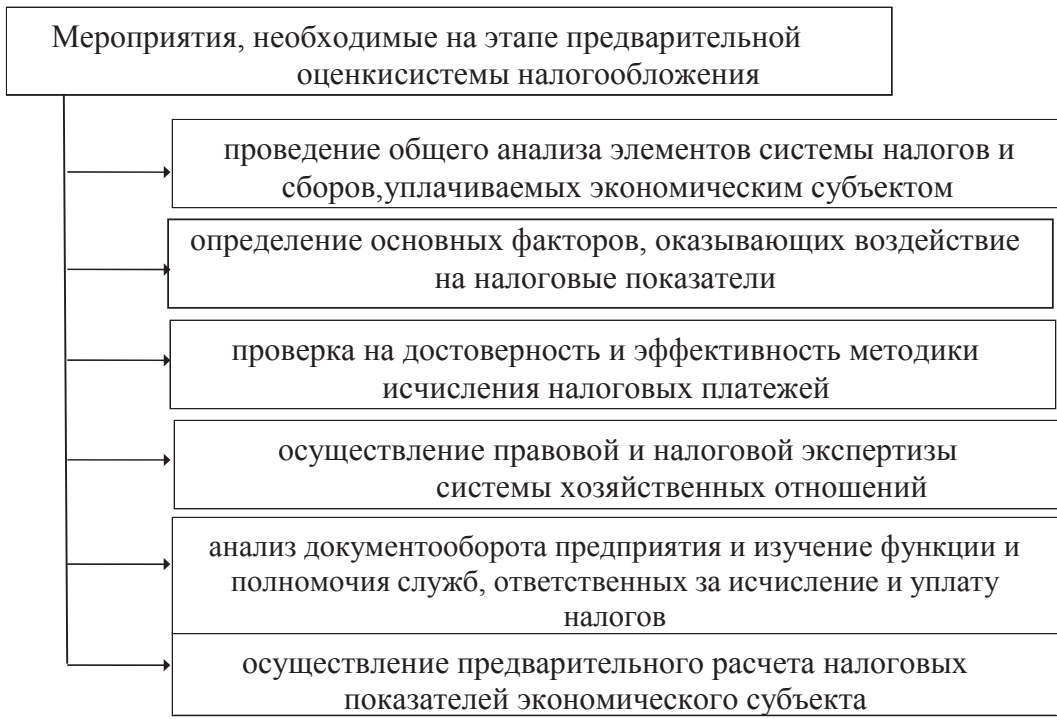 Мероприятия, необходимые на этапе предварительной
оценкисистемы налогообложения
проведение общего анализа элементов системы налогов и
сборов,уплачиваемых экономическим субъектом
определение основных факторов, оказывающих воздействие
на налоговые показатели
проверка на достоверность и эффективность методики
исчисления налоговых платежей
осуществление правовой и налоговой экспертизы
системы хозяйственных отношений
анализ документооборота предприятия и изучение функции и
полномочия служб, ответственных за исчисление и уплату
налогов
осуществление предварительного расчета налоговых
показателей экономического субъекта